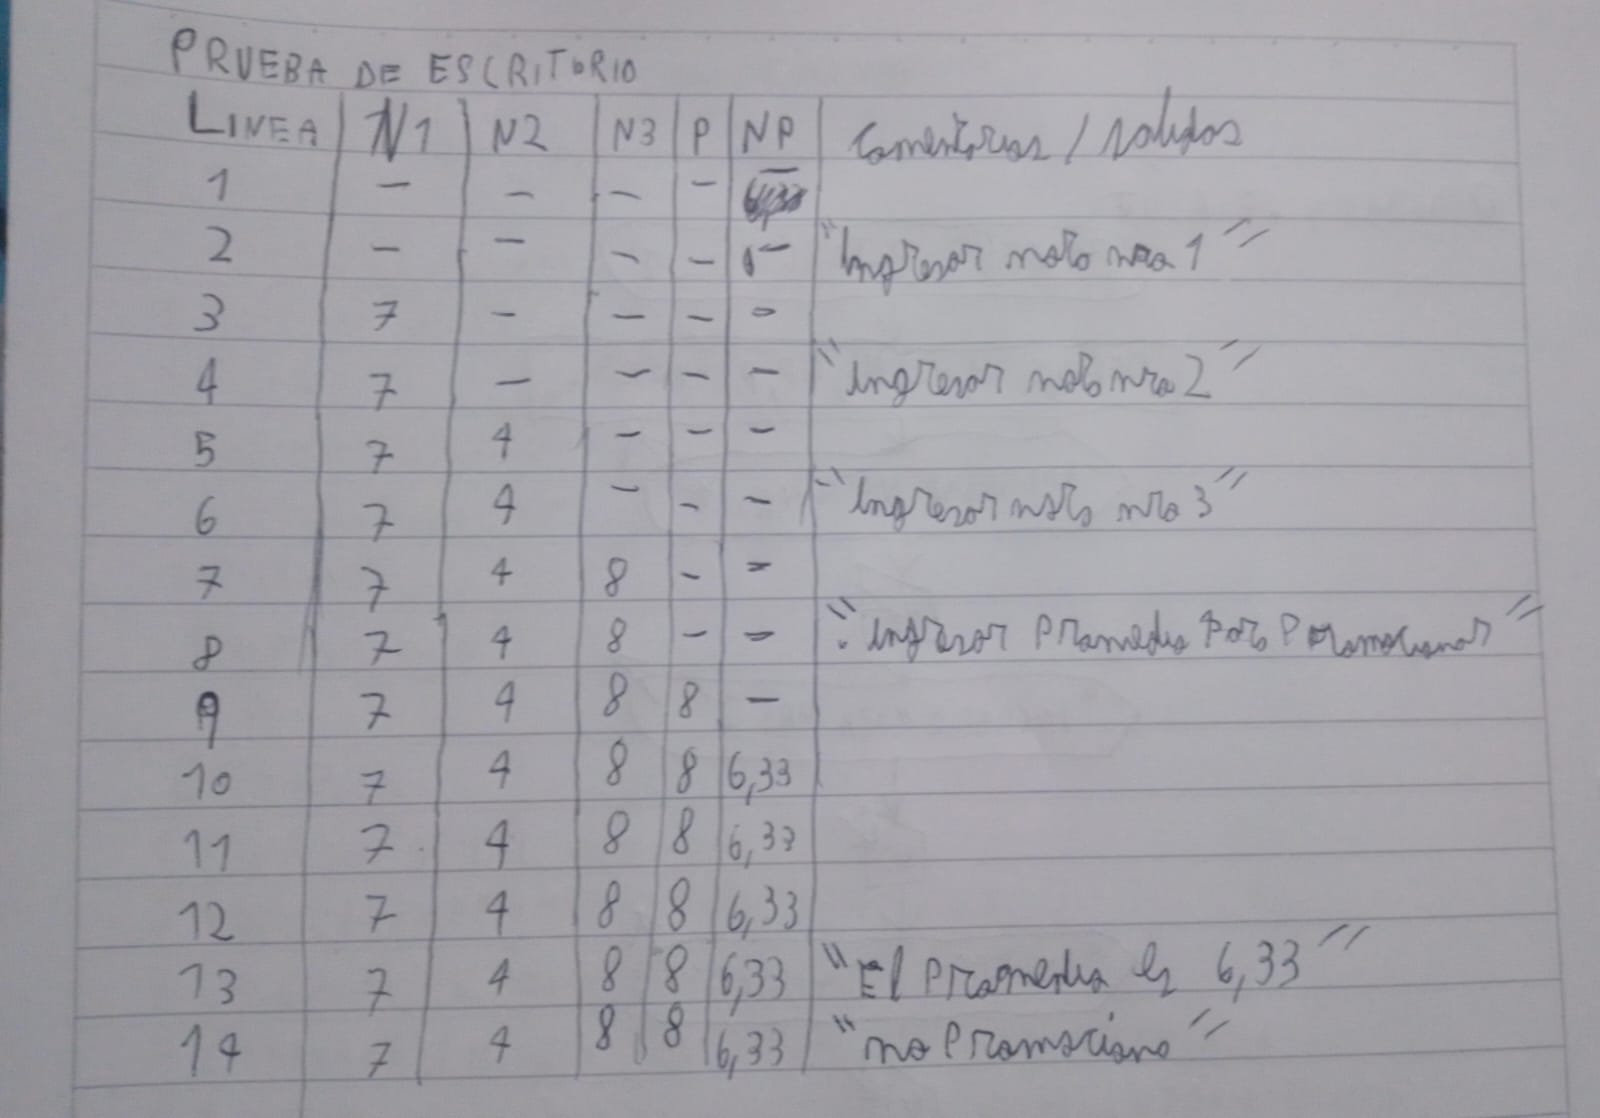 PRUEBA DE ESCRITORIO
LINEA N1 N2 N3 P NP Comentarios / salidas
1 - - - - -
2 - - - - - "Ingresar nota nro 1"
3 7 - - - -
4 7 - - - - "ingresar nota nro 2"
5 7 4 - - -
6 7 4 - - - "Ingresar nota nro 3"
7 7 4 8 - -
8 7 4 8 - - "ingresar Promedio Para Promocionar"
9 7 4 8 8 -
10 7 4 8 8 6,33
11 7 4 8 8 6,33
12 7 4 8 8 6,33
13 7 4 8 8 6,33 "El Promedio es 6,33"
14 7 4 8 8 6,33 "no Promociono"